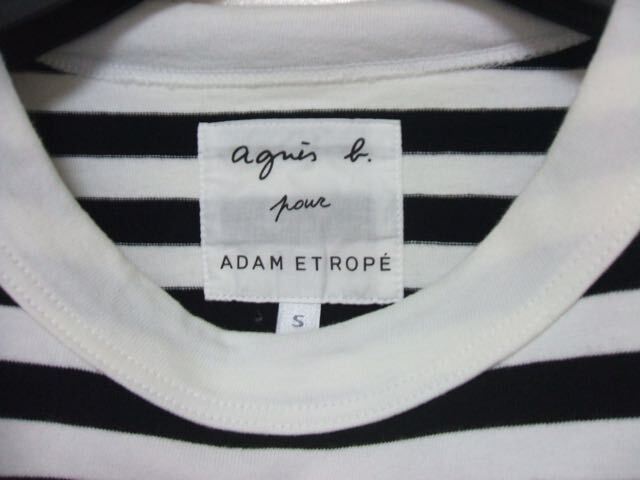 agnès b.
pour
ADAM ET ROPÉ
S